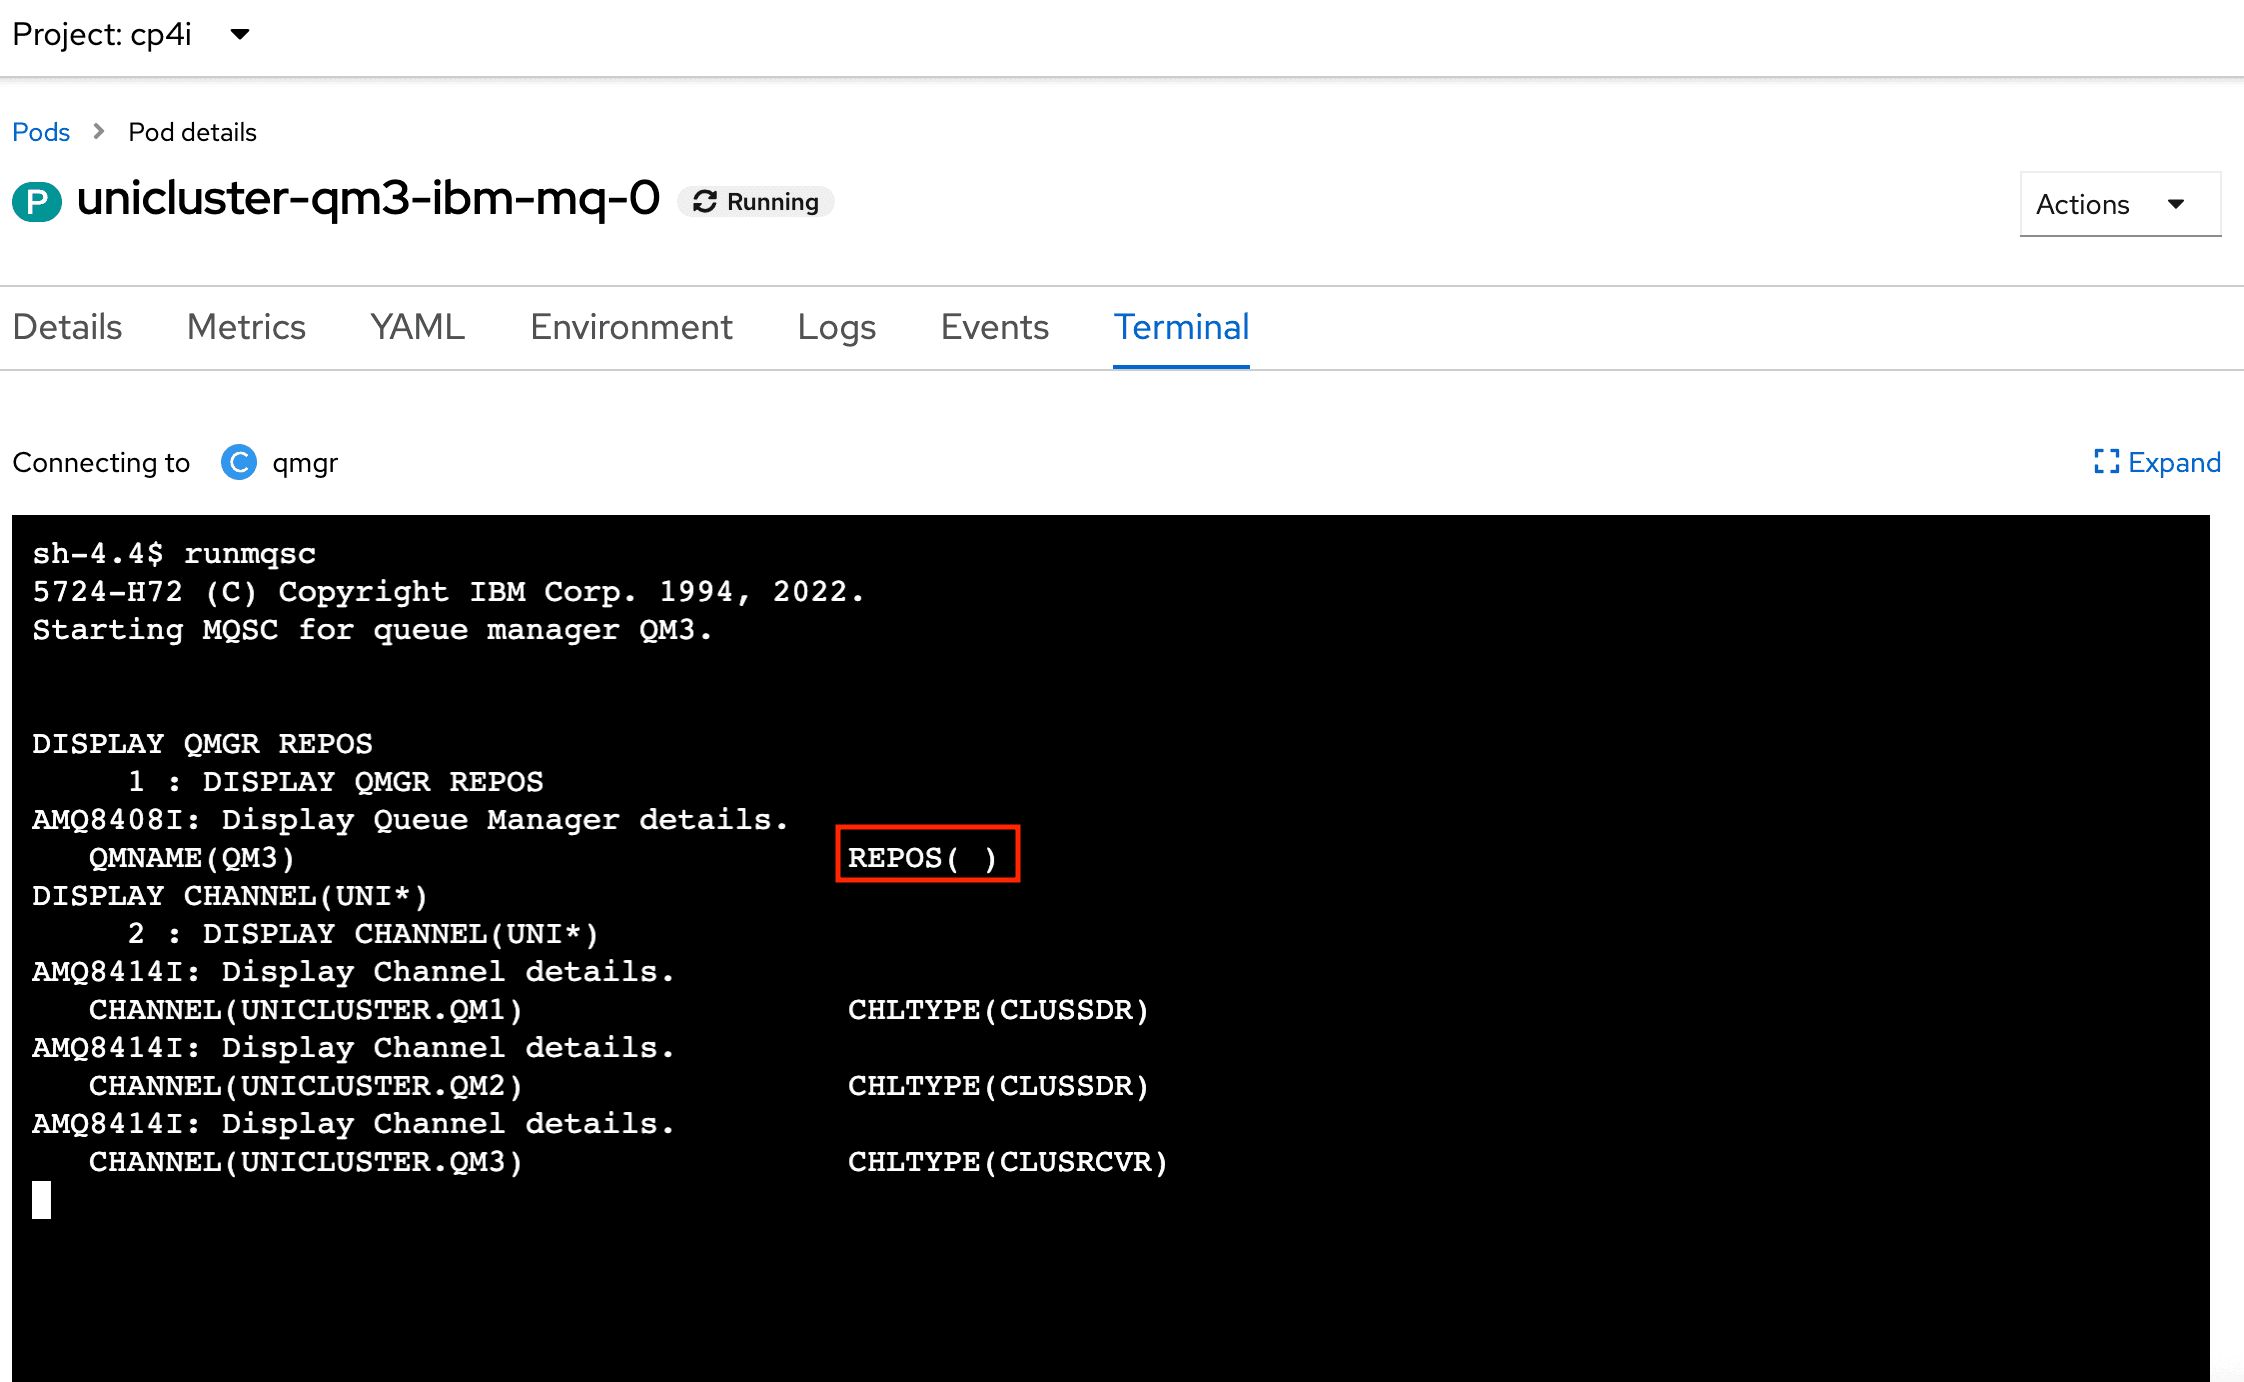 Project: cp4i
Pods > Pod details
P unicluster-qm3-ibm-mq-0 Running
Actions
Details Metrics YAML Environment Logs Events Terminal
Connecting to C qmgr
Expand
sh-4.4$ runmqsc
5724-H72 (C) Copyright IBM Corp. 1994, 2022.
Starting MQSC for queue manager QM3.
DISPLAY QMGR REPOS
1 : DISPLAY QMGR REPOS
AMQ8408I: Display Queue Manager details.
QMNAME(QM3) REPOS( )
DISPLAY CHANNEL(UNI*)
2 : DISPLAY CHANNEL(UNI*)
AMQ8414I: Display Channel details.
CHANNEL(UNICLUSTER.QM1) CHLTYPE(CLUSSDR)
AMQ8414I: Display Channel details.
CHANNEL(UNICLUSTER.QM2) CHLTYPE(CLUSSDR)
AMQ8414I: Display Channel details.
CHANNEL(UNICLUSTER.QM3) CHLTYPE(CLUSRCVR)